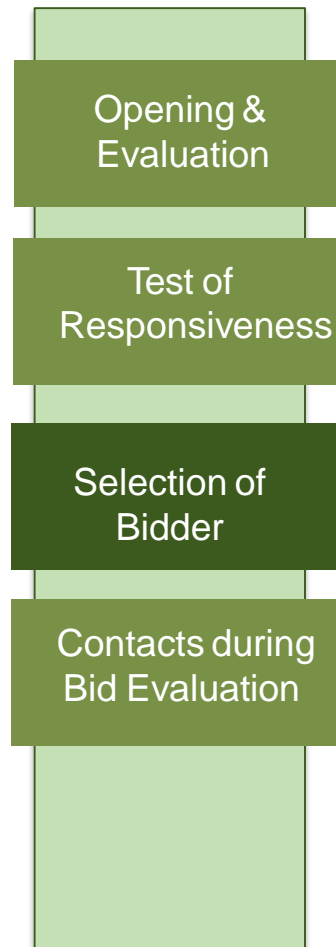 Opening &
Evaluation
Test of
Responsiveness
Selection of
Bidder
Contacts during
Bid Evaluation